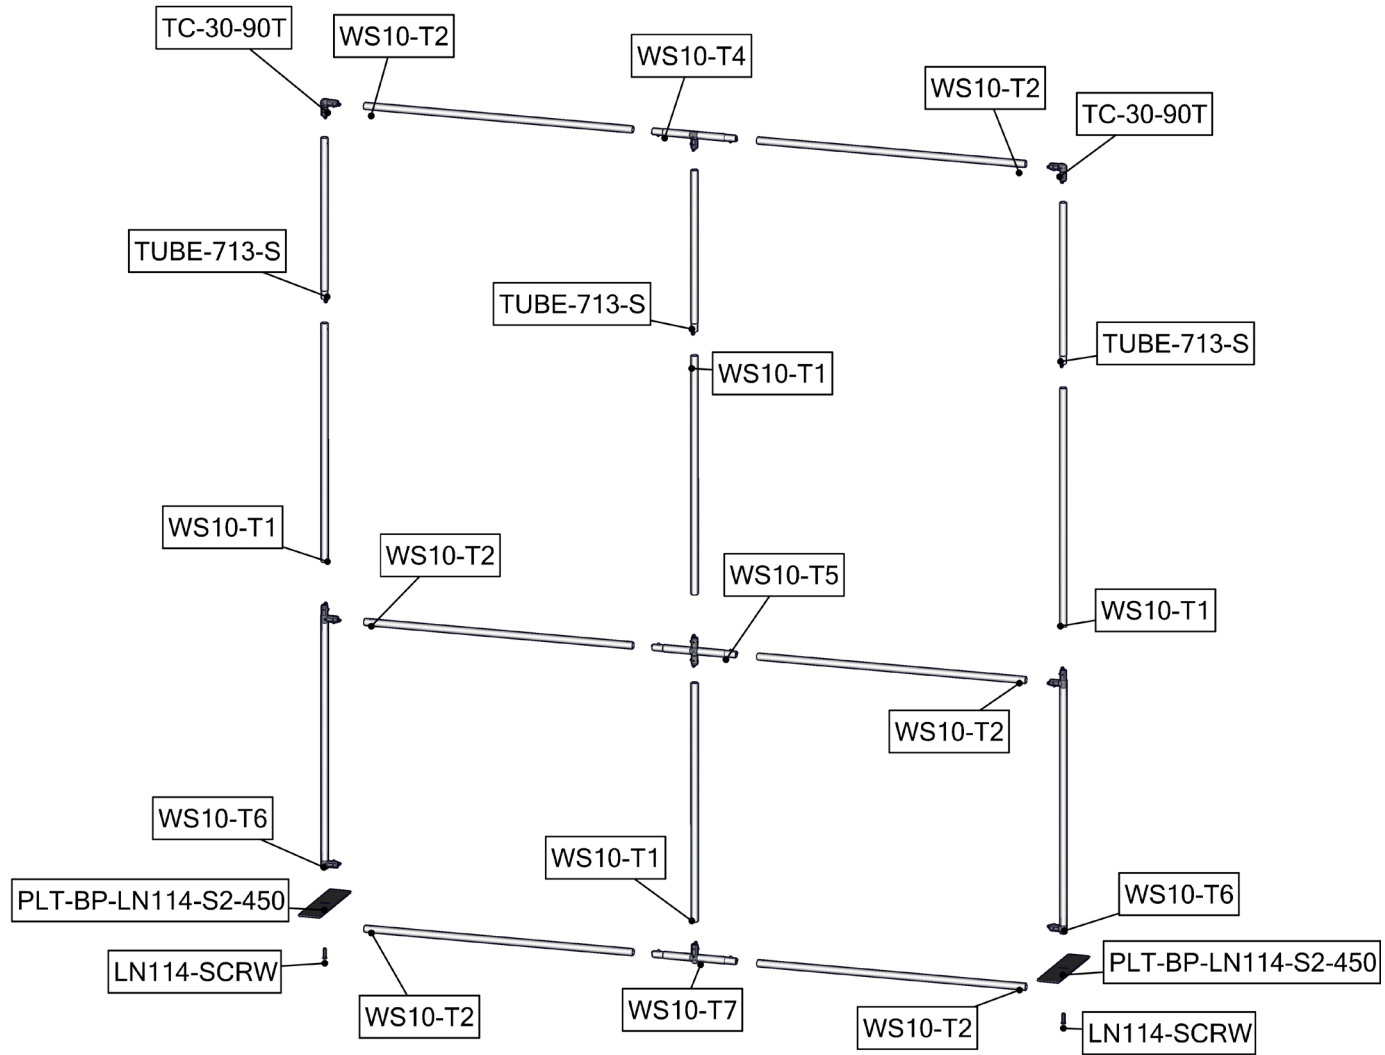 TC-30-90T
WS10-T2
WS10-T4
WS10-T2
TC-30-90T
TUBE-713-S
TUBE-713-S
TUBE-713-S
WS10-T1
WS10-T1
WS10-T2
WS10-T5
WS10-T1
WS10-T2
WS10-T6
WS10-T1
WS10-T6
PLT-BP-LN114-S2-450
PLT-BP-LN114-S2-450
LN114-SCRW
WS10-T2
WS10-T7
WS10-T2
LN114-SCRW